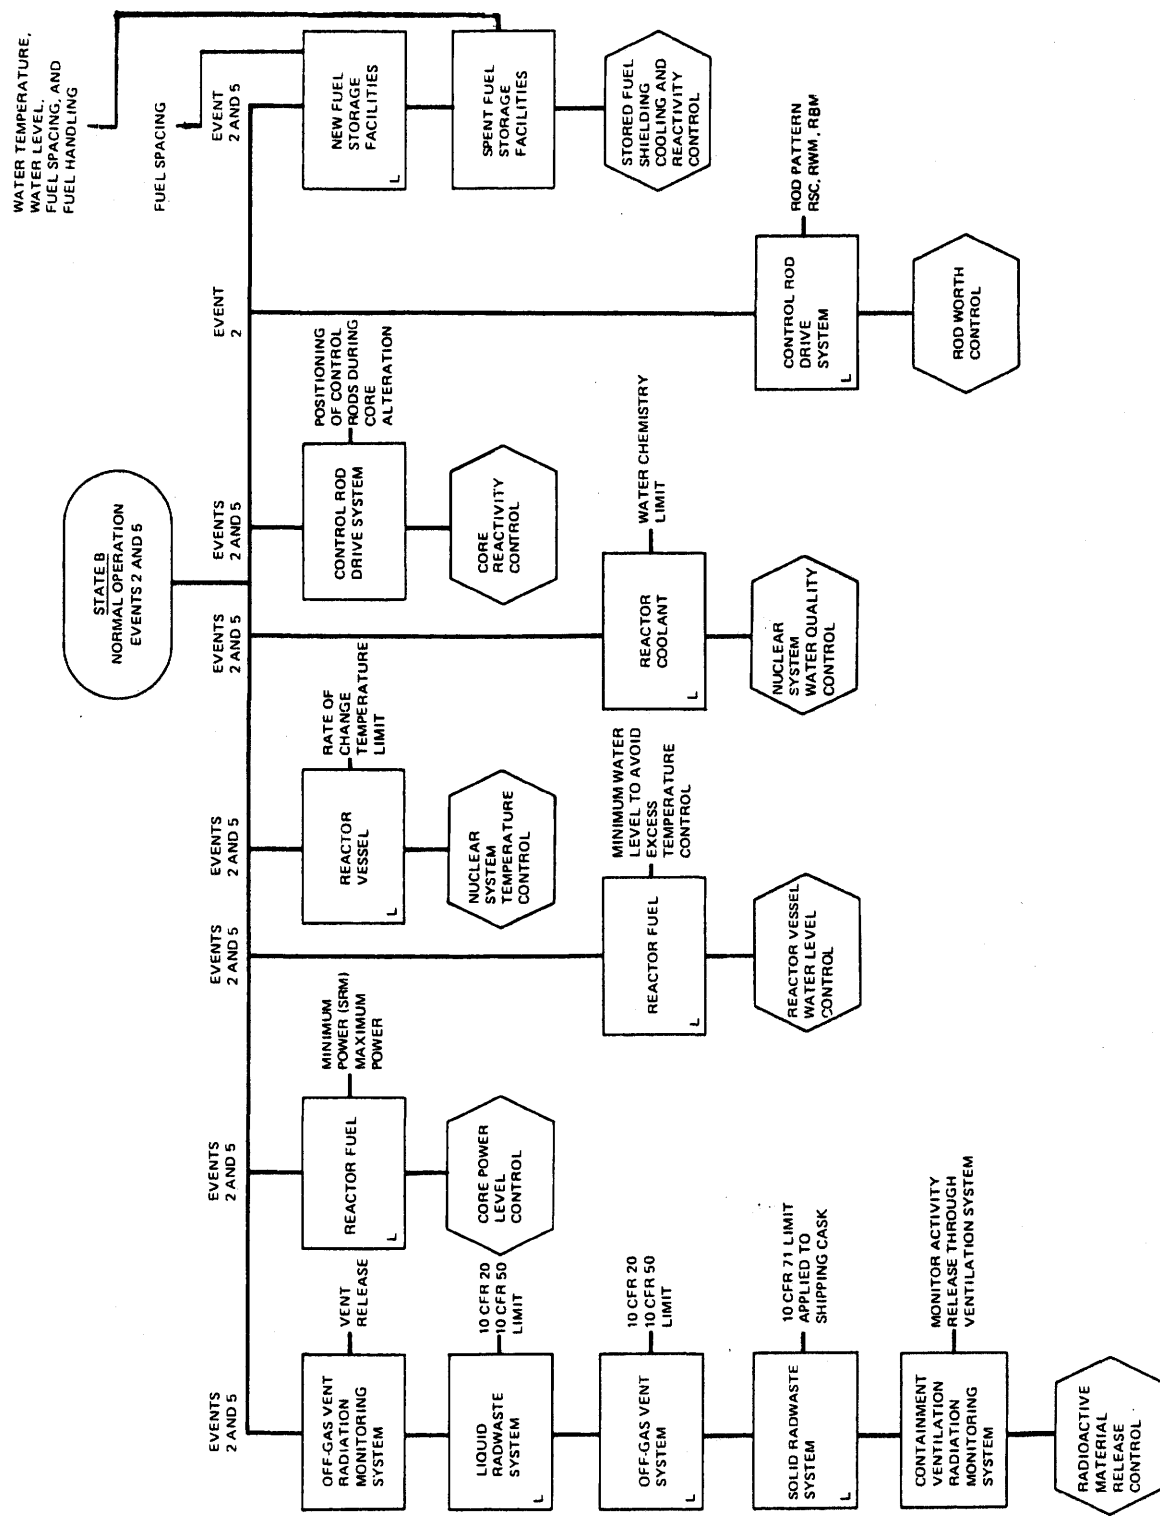 STATE B
NORMAL OPERATION
EVENTS 2 AND 5
EVENTS
2 AND 5
OFF-GAS VENT
RADIATION
MONITORING
SYSTEM
VENT
RELEASE
LIQUID
RADWASTE
SYSTEM
L
10 CFR 20
10 CFR 50
LIMIT
OFF-GAS VENT
SYSTEM
L
10 CFR 20
10 CFR 50
LIMIT
SOLID RADWASTE
SYSTEM
L
10 CFR 71 LIMIT
APPLIED TO
SHIPPING CASK
CONTAINMENT
VENTILATION
RADIATION
MONITORING
SYSTEM
MONITOR ACTIVITY
RELEASE THROUGH
VENTILATION SYSTEM
RADIOACTIVE
MATERIAL
RELEASE
CONTROL
EVENTS
2 AND 5
REACTOR FUEL
L
MINIMUM
POWER (SRM)
MAXIMUM
POWER
CORE POWER
LEVEL
CONTROL
EVENTS
2 AND 5
REACTOR FUEL
L
MINIMUM WATER
LEVEL TO AVOID
EXCESS
TEMPERATURE
CONTROL
REACTOR VESSEL
WATER LEVEL
CONTROL
EVENTS
2 AND 5
REACTOR
VESSEL
L
RATE OF
CHANGE
TEMPERATURE
LIMIT
NUCLEAR
SYSTEM
TEMPERATURE
CONTROL
EVENTS
2 AND 5
REACTOR
COOLANT
L
WATER CHEMISTRY
LIMIT
NUCLEAR
SYSTEM
WATER QUALITY
CONTROL
EVENTS
2 AND 5
CONTROL ROD
DRIVE SYSTEM
POSITIONING
OF CONTROL
RODS DURING
CORE
ALTERATION
CORE
REACTIVITY
CONTROL
EVENT
2
CONTROL ROD
DRIVE
SYSTEM
L
ROD PATTERN
RSC, RWM, RBM
ROD WORTH
CONTROL
EVENT
2 AND 5
FUEL SPACING
WATER TEMPERATURE,
WATER LEVEL,
FUEL SPACING, AND
FUEL HANDLING
NEW FUEL
STORAGE
FACILITIES
L
SPENT FUEL
STORAGE
FACILITIES
STORED FUEL
SHIELDING
COOLING AND
REACTIVITY
CONTROL